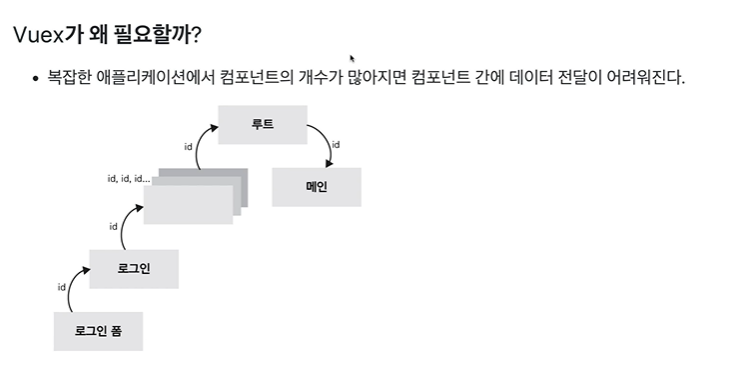 Vuex가 왜 필요할까?
• 복잡한 애플리케이션에서 컴포넌트의 개수가 많아지면 컴포넌트 간에 데이터 전달이 어려워진다.
루트
id
id
id, id, id...
메인
id
로그인
id
로그인 폼